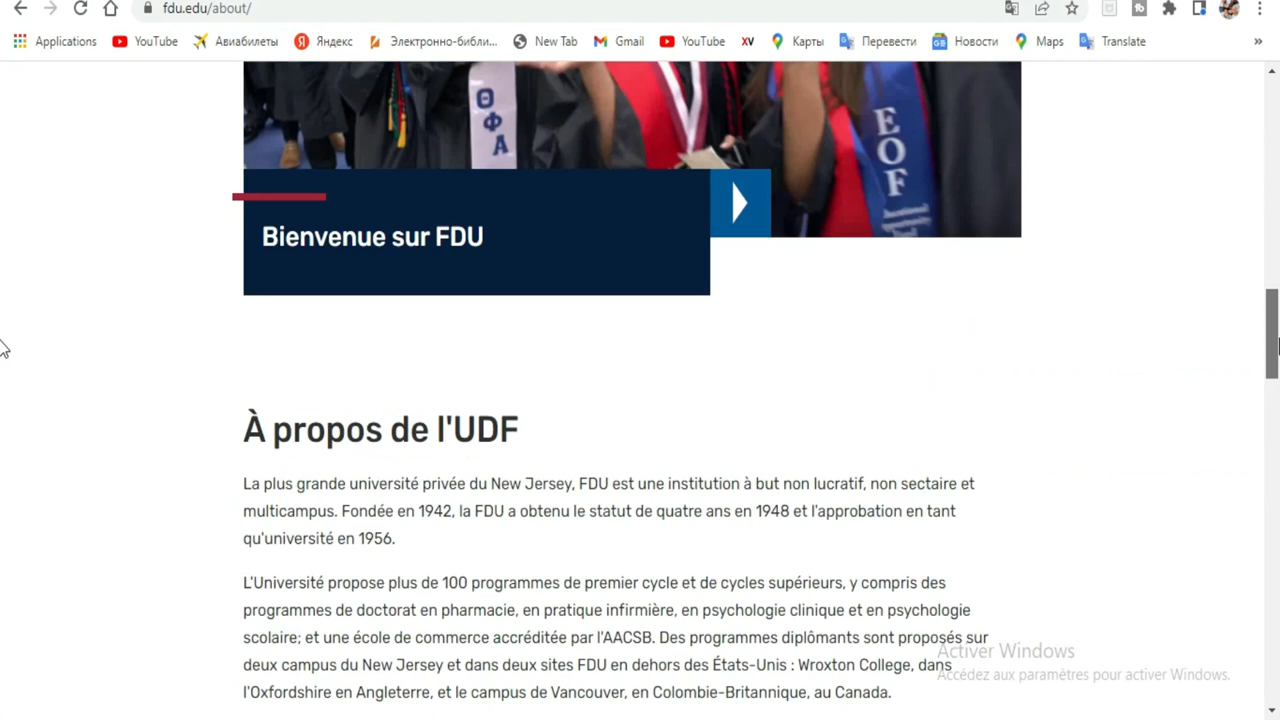 fdu.edu/about/
Applications YouTube Авиабилеты Яндекс Электронно-библи... New Tab Gmail YouTube XV Карты Перевести Новости Maps Translate »
Θ
Φ
Α
E
O
F
Bienvenue sur FDU
À propos de l'UDF
La plus grande université privée du New Jersey, FDU est une institution à but non lucratif, non sectaire et
multicampus. Fondée en 1942, la FDU a obtenu le statut de quatre ans en 1948 et l'approbation en tant
qu'université en 1956.
L'Université propose plus de 100 programmes de premier cycle et de cycles supérieurs, y compris des
programmes de doctorat en pharmacie, en pratique infirmière, en psychologie clinique et en psychologie
scolaire; et une école de commerce accréditée par l'AACSB. Des programmes diplômants sont proposés sur
deux campus du New Jersey et dans deux sites FDU en dehors des États-Unis : Wroxton College, dans
l'Oxfordshire en Angleterre, et le campus de Vancouver, en Colombie-Britannique, au Canada.
Activer Windows
Accédez aux paramètres pour activer Windows.